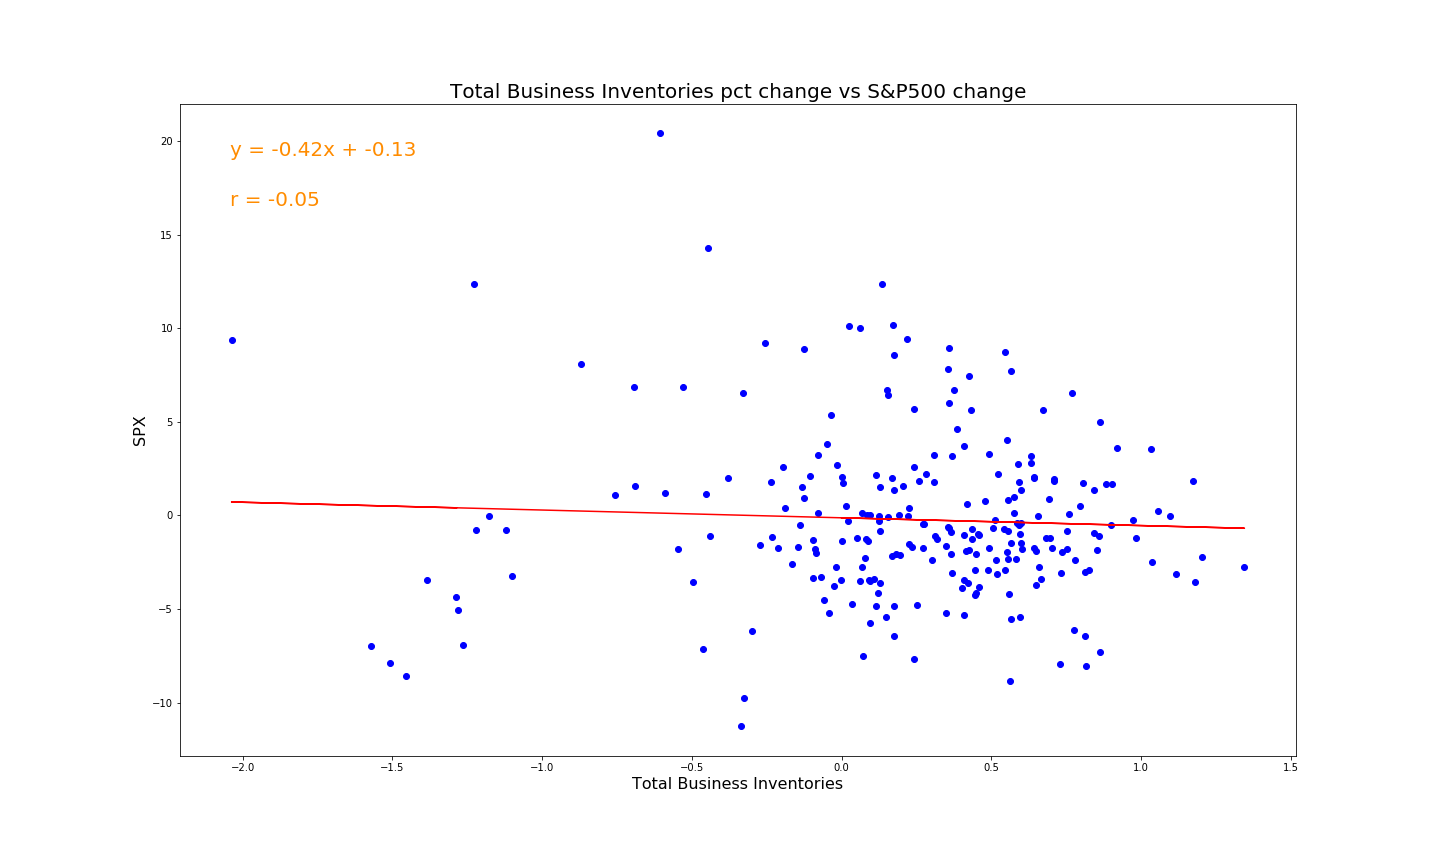 Total Business Inventories pct change vs S&P500 change
y = -0.42x + -0.13
r = -0.05
20
15
10
5
0
−5
−10
SPX
−2.0 −1.5 −1.0 −0.5 0.0 0.5 1.0 1.5
Total Business Inventories